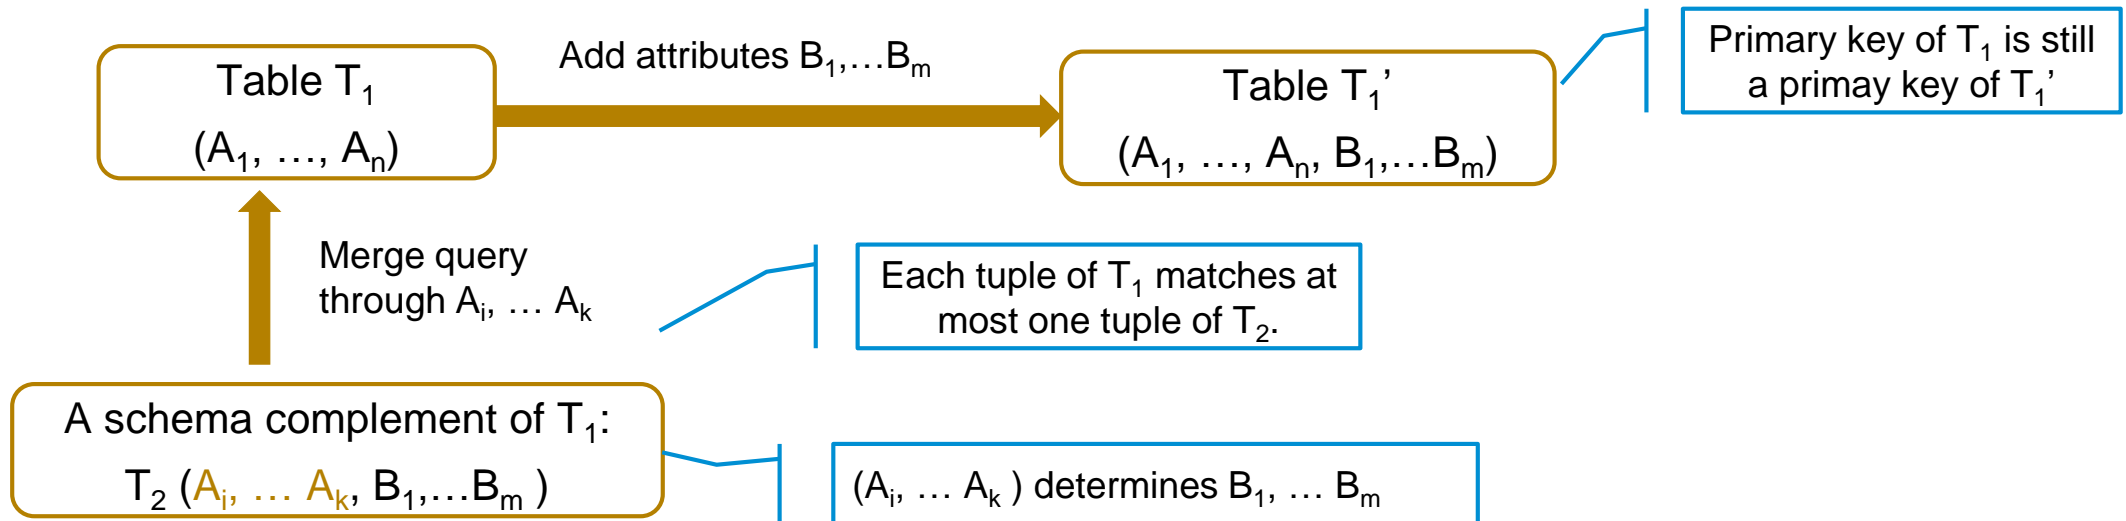 Table T₁
(A₁, …, Aₙ)
Add attributes B₁,…Bₘ
Table T₁’
(A₁, …, Aₙ, B₁,…Bₘ)
Primary key of T₁ is still
a primay key of T₁’
Merge query
through Aᵢ, … Aₖ
Each tuple of T₁ matches at
most one tuple of T₂.
A schema complement of T₁:
T₂ (Aᵢ, … Aₖ, B₁,…Bₘ )
(Aᵢ, … Aₖ ) determines B₁, … Bₘ